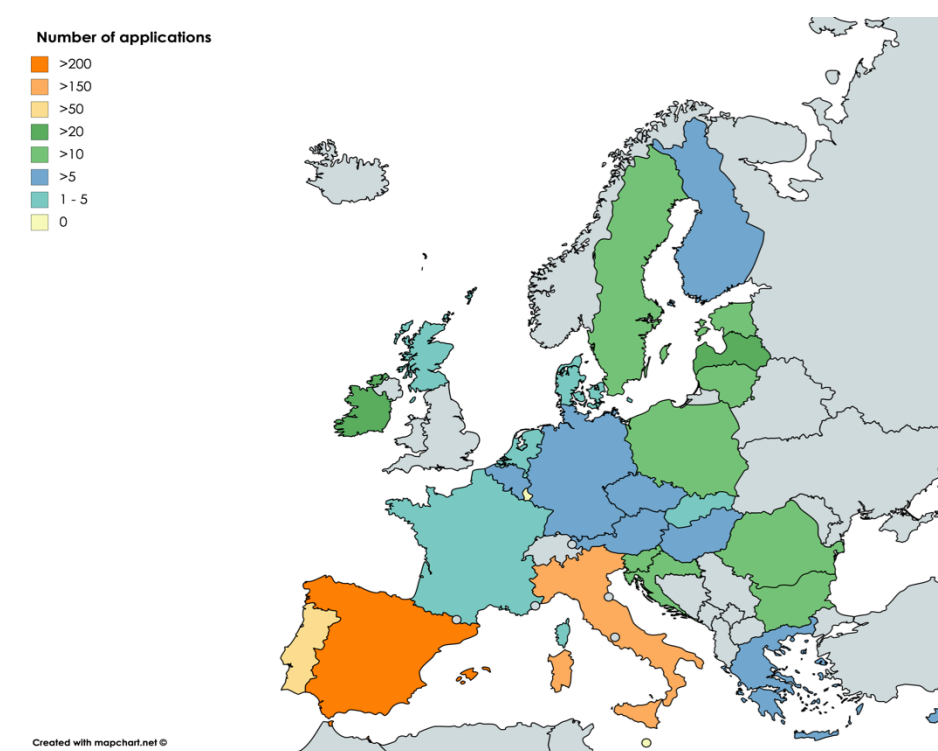 Number of applications
>200
>150
>50
>20
>10
>5
1 - 5
0
Created with mapchart.net ©